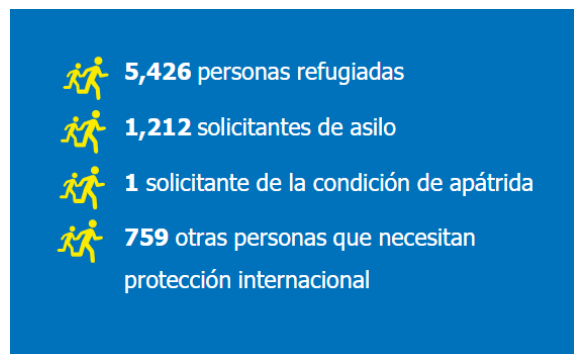 5,426 personas refugiadas
1,212 solicitantes de asilo
1 solicitante de la condición de apátrida
759 otras personas que necesitan
protección internacional